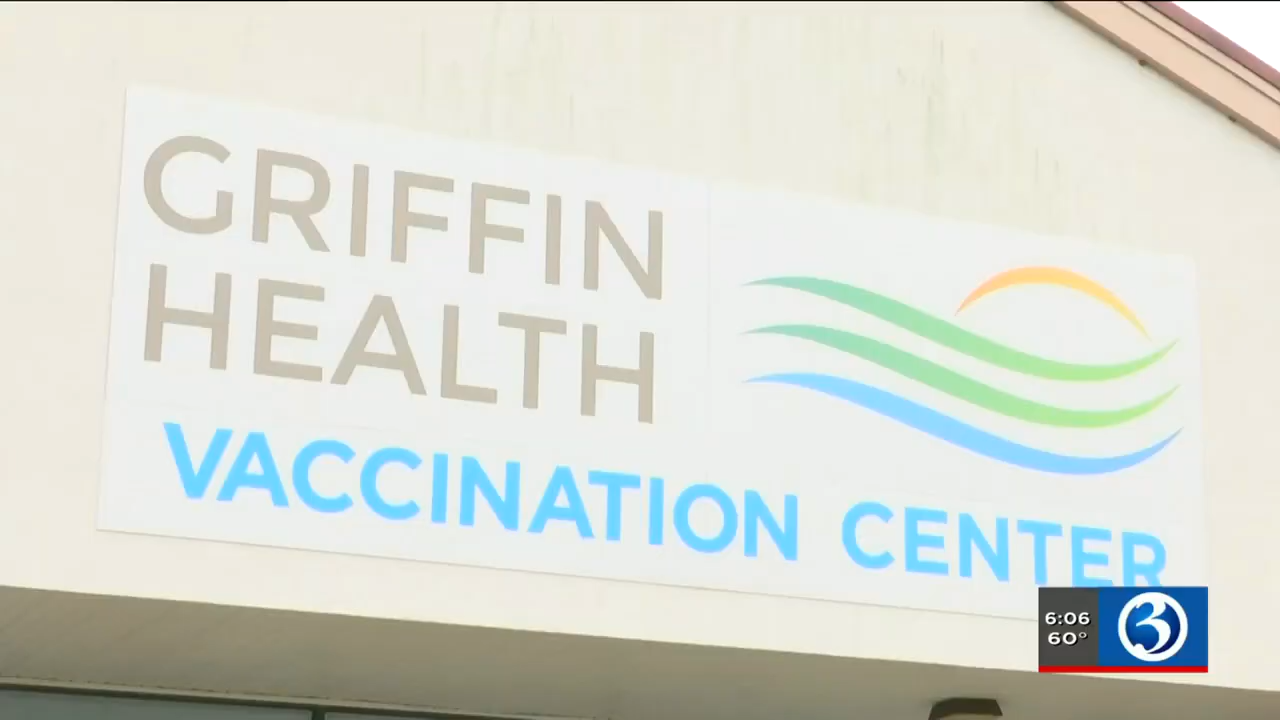 GRIFFIN
HEALTH
VACCINATION CENTER
6:06
60°
3